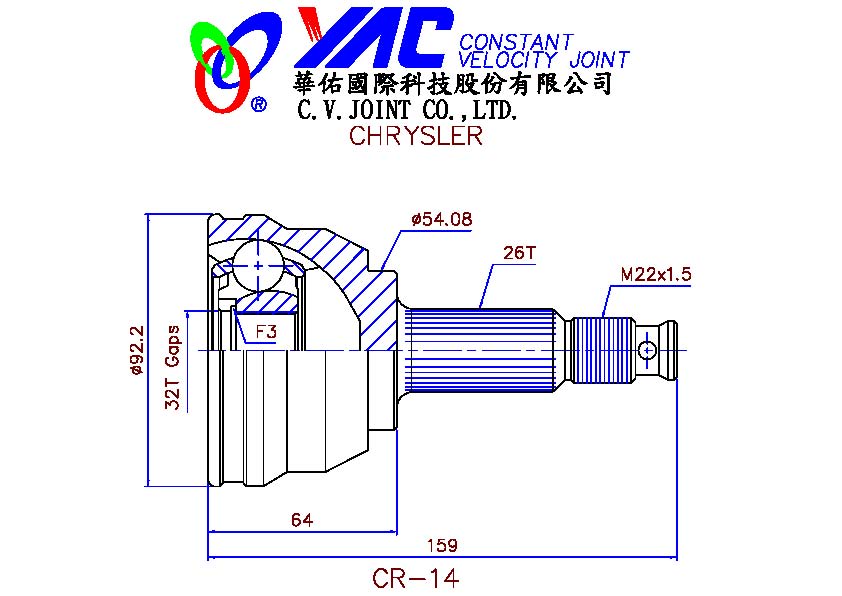 YAC CONSTANT
VELOCITY JOINT
®
華佑國際科技股份有限公司
C.V.JOINT CO.,LTD.
CHRYSLER
ø54.08
26T
M22x1.5
F3
ø92.2
32T Gaps
64
159
CR-14